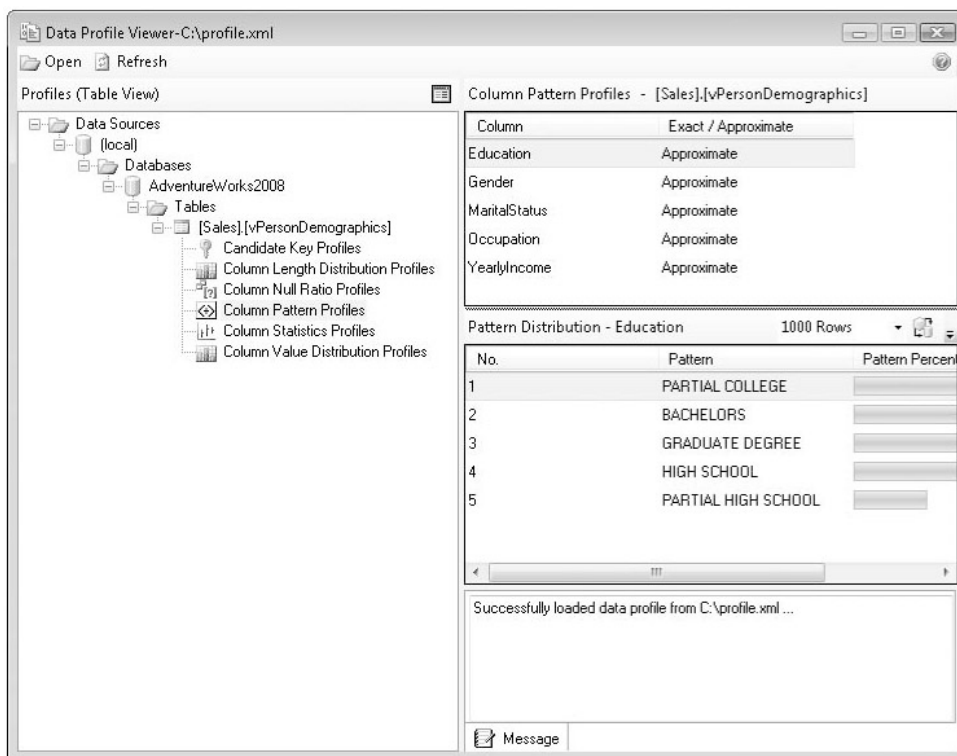 Data Profile Viewer-C:\profile.xml
Open Refresh
Profiles (Table View)
Data Sources
(local)
Databases
AdventureWorks2008
Tables
[Sales].[vPersonDemographics]
Candidate Key Profiles
Column Length Distribution Profiles
Column Null Ratio Profiles
Column Pattern Profiles
Column Statistics Profiles
Column Value Distribution Profiles
Column Pattern Profiles - [Sales].[vPersonDemographics]
Column Exact / Approximate
Education Approximate
Gender Approximate
MaritalStatus Approximate
Occupation Approximate
YearlyIncome Approximate
Pattern Distribution - Education 1000 Rows
No. Pattern Pattern Percent
1 PARTIAL COLLEGE
2 BACHELORS
3 GRADUATE DEGREE
4 HIGH SCHOOL
5 PARTIAL HIGH SCHOOL
Successfully loaded data profile from C:\profile.xml ...
Message